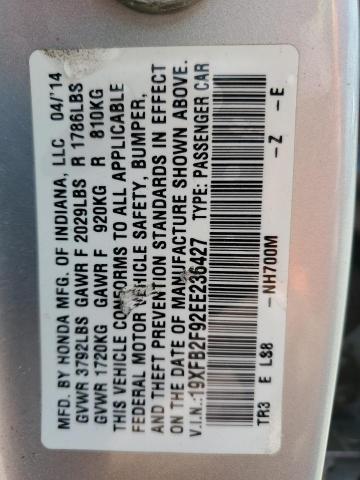 MFD. BY HONDA MFG. OF INDIANA, LLC 04/'14
GVWR 3792LBS GAWR F 2029LBS R 1786LBS
GVWR 1720KG GAWR F 920KG R 810KG
THIS VEHICLE CONFORMS TO ALL APPLICABLE
FEDERAL MOTOR VEHICLE SAFETY, BUMPER,
AND THEFT PREVENTION STANDARDS IN EFFECT
ON THE DATE OF MANUFACTURE SHOWN ABOVE.
V.I.N.:19XFB2F92EE236427 TYPE: PASSENGER CAR
NH700M Z E
TR3 E LS8